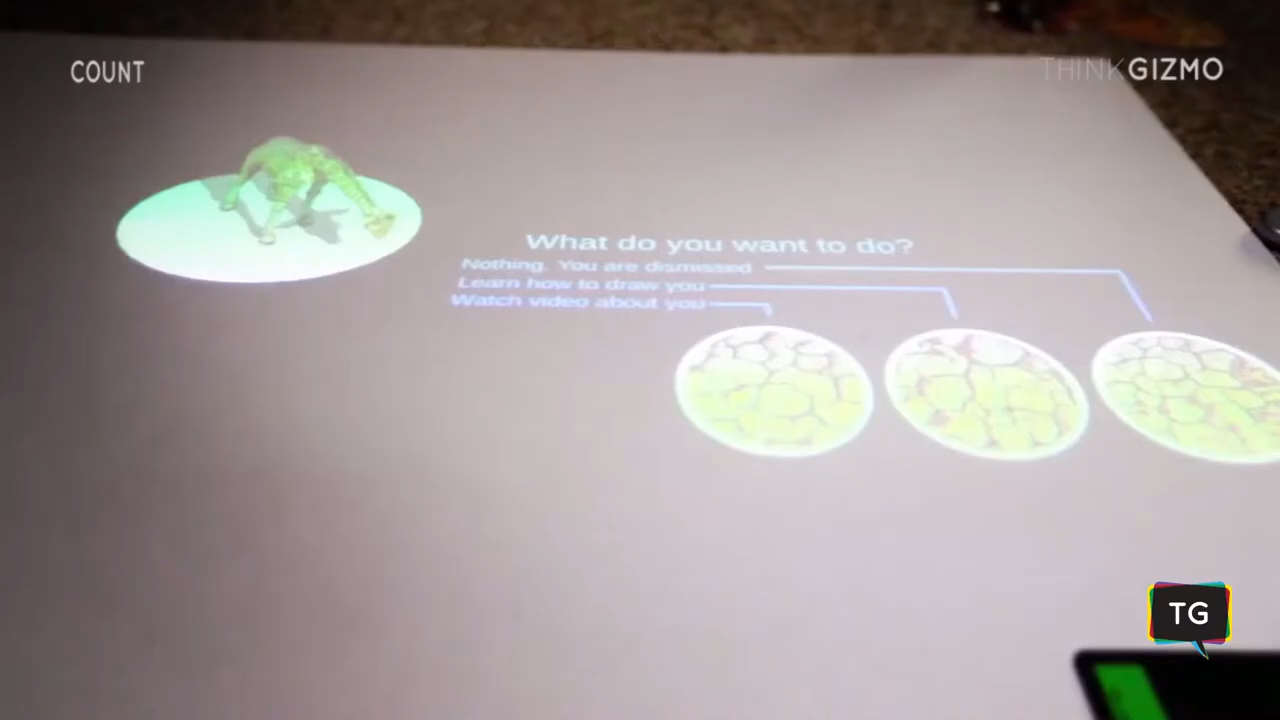 COUNT
THINKGIZMO
What do you want to do?
Nothing. You are dismissed
Learn how to draw you
Watch video about you
TG